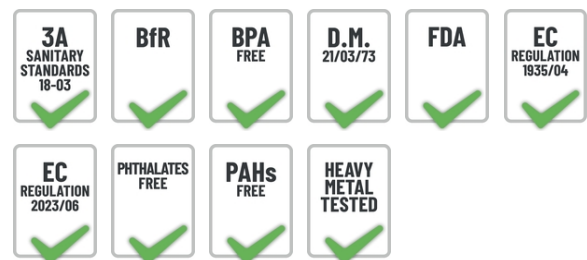 3A
SANITARY
STANDARDS
18-03
BfR
BPA
FREE
D.M.
21/03/73
FDA
EC
REGULATION
1935/04
EC
REGULATION
2023/06
PHTHALATES
FREE
PAHs
FREE
HEAVY
METAL
TESTED